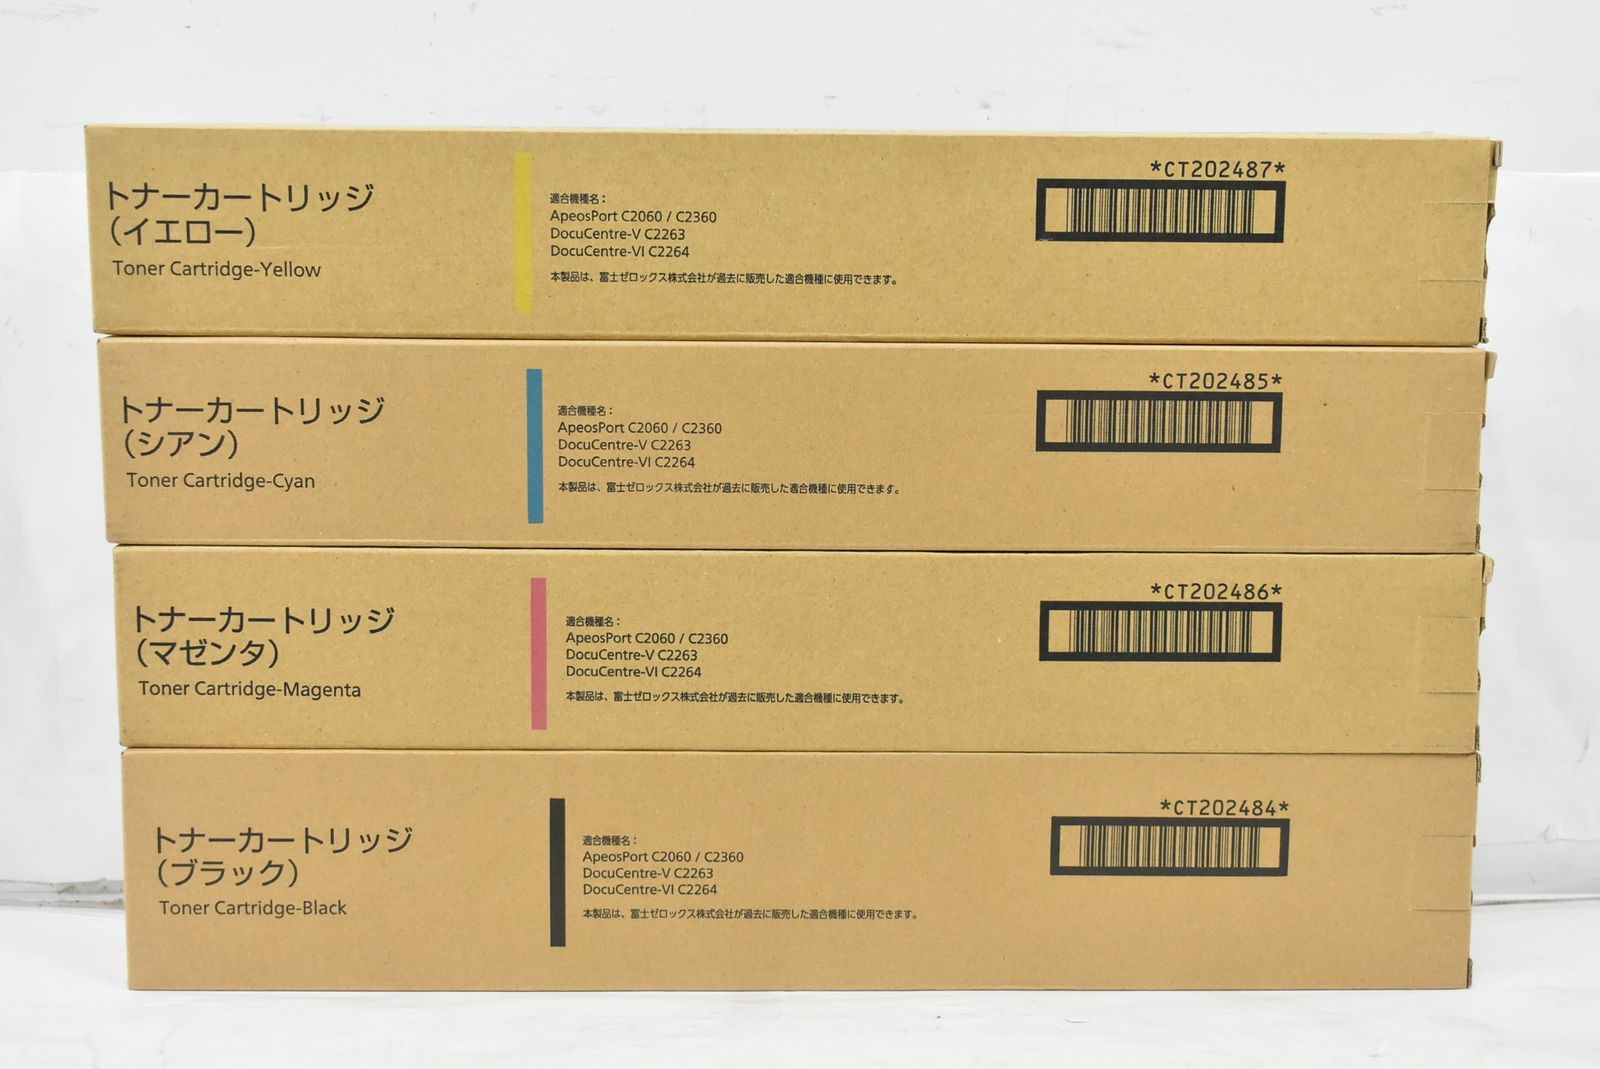 トナーカートリッジ
（イエロー）
Toner Cartridge-Yellow
適合機種名：
ApeosPort C2060 / C2360
DocuCentre-V C2263
DocuCentre-VI C2264
本製品は、富士ゼロックス株式会社が過去に販売した適合機種に使用できます。
*CT202487*
トナーカートリッジ
（シアン）
Toner Cartridge-Cyan
適合機種名：
ApeosPort C2060 / C2360
DocuCentre-V C2263
DocuCentre-VI C2264
本製品は、富士ゼロックス株式会社が過去に販売した適合機種に使用できます。
*CT202485*
トナーカートリッジ
（マゼンタ）
Toner Cartridge-Magenta
適合機種名：
ApeosPort C2060 / C2360
DocuCentre-V C2263
DocuCentre-VI C2264
本製品は、富士ゼロックス株式会社が過去に販売した適合機種に使用できます。
*CT202486*
トナーカートリッジ
（ブラック）
Toner Cartridge-Black
適合機種名：
ApeosPort C2060 / C2360
DocuCentre-V C2263
DocuCentre-VI C2264
本製品は、富士ゼロックス株式会社が過去に販売した適合機種に使用できます。
*CT202484*